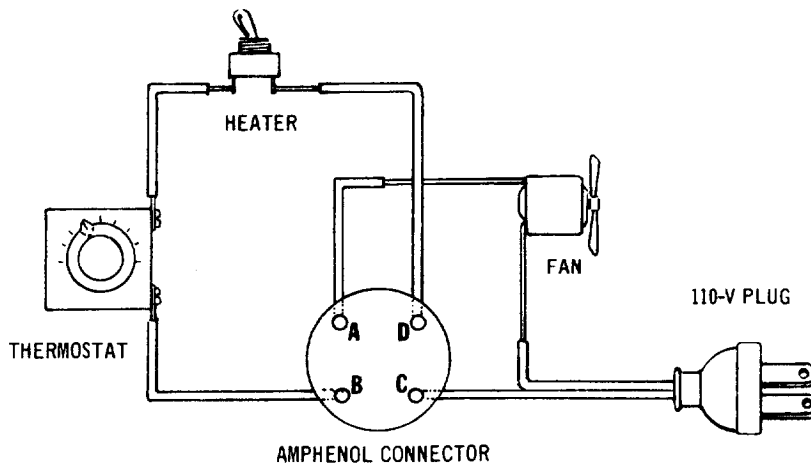 HEATER
FAN
110-V PLUG
A D
THERMOSTAT
B C
AMPHENOL CONNECTOR